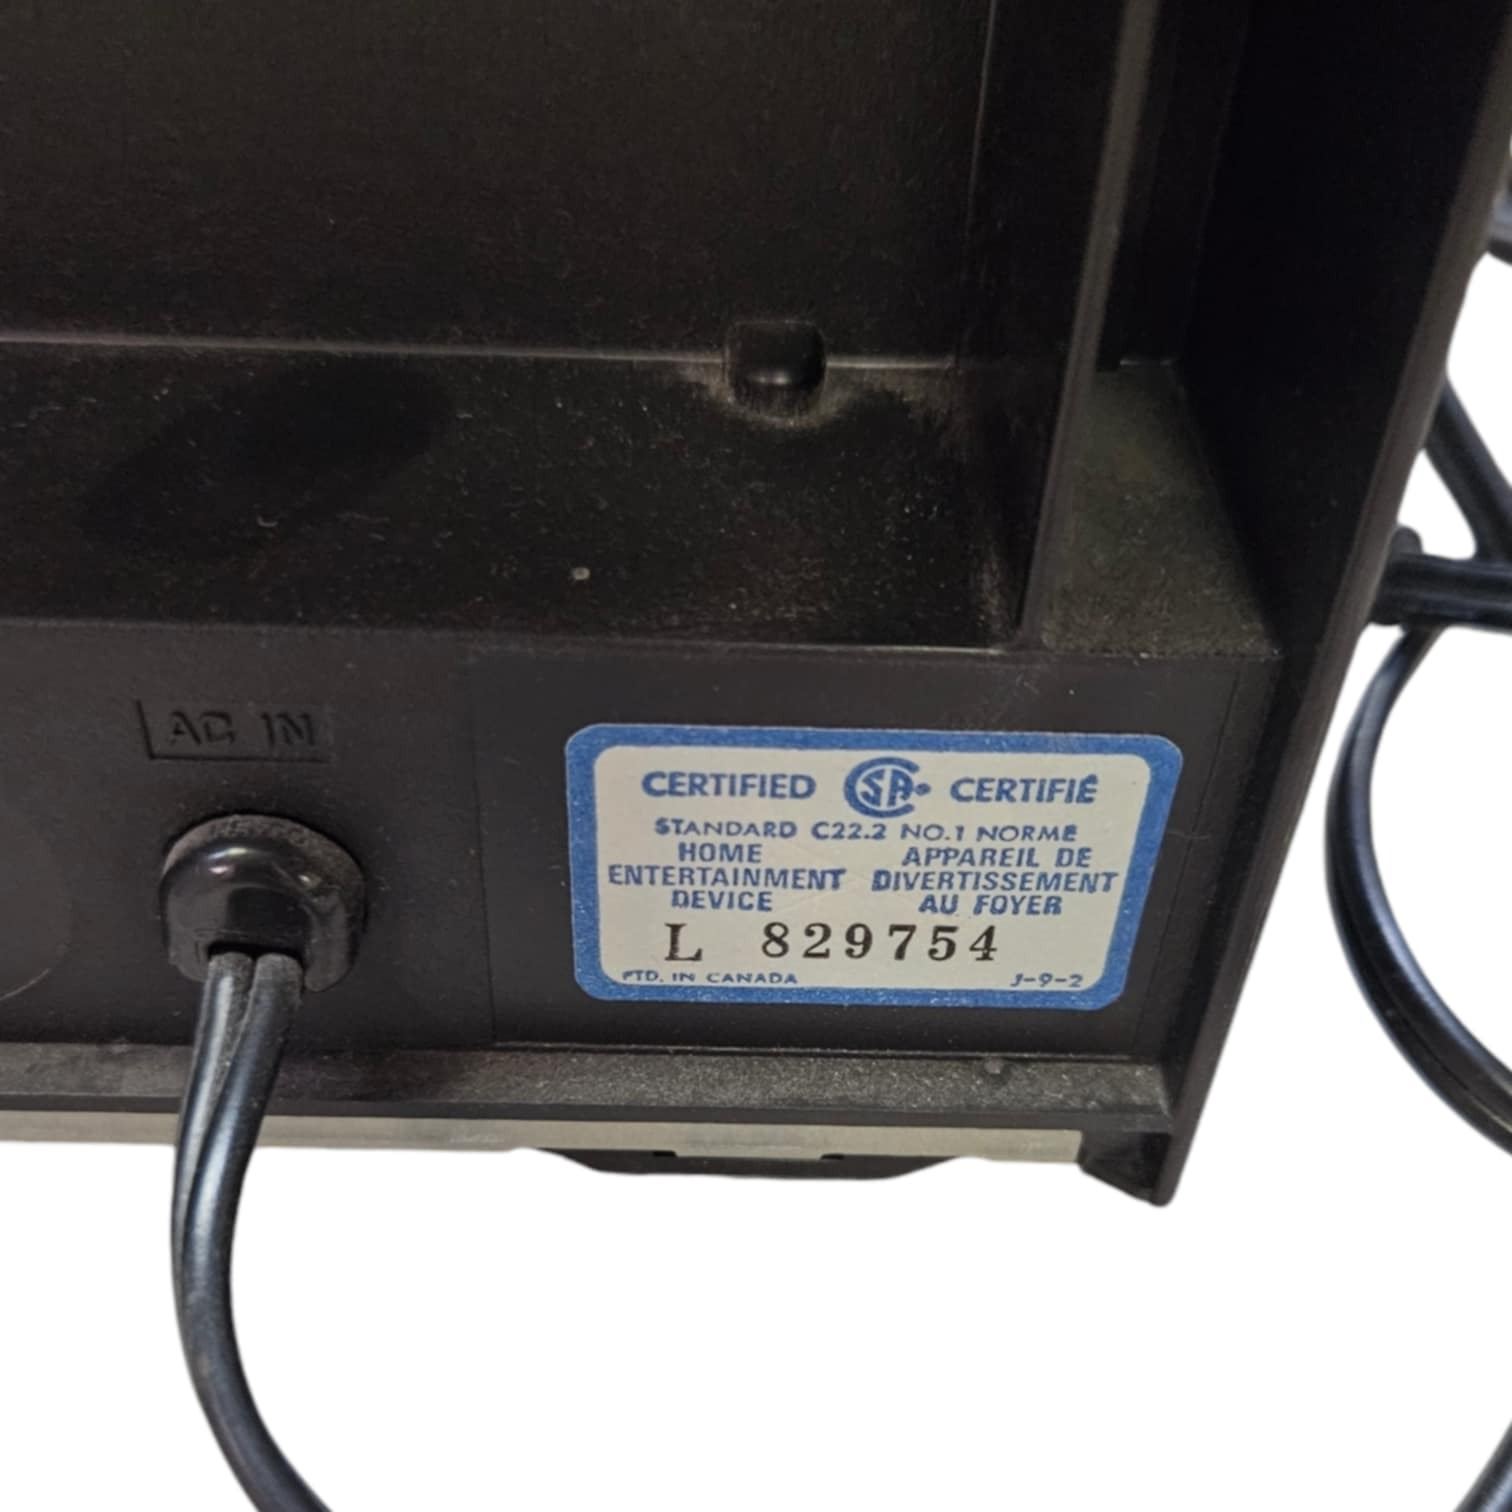 AC IN
CERTIFIED CSA CERTIFIÉ
STANDARD C22.2 NO.1 NORME
HOME APPAREIL DE
ENTERTAINMENT DIVERTISSEMENT
DEVICE AU FOYER
L 829754
PTD. IN CANADA J-9-2